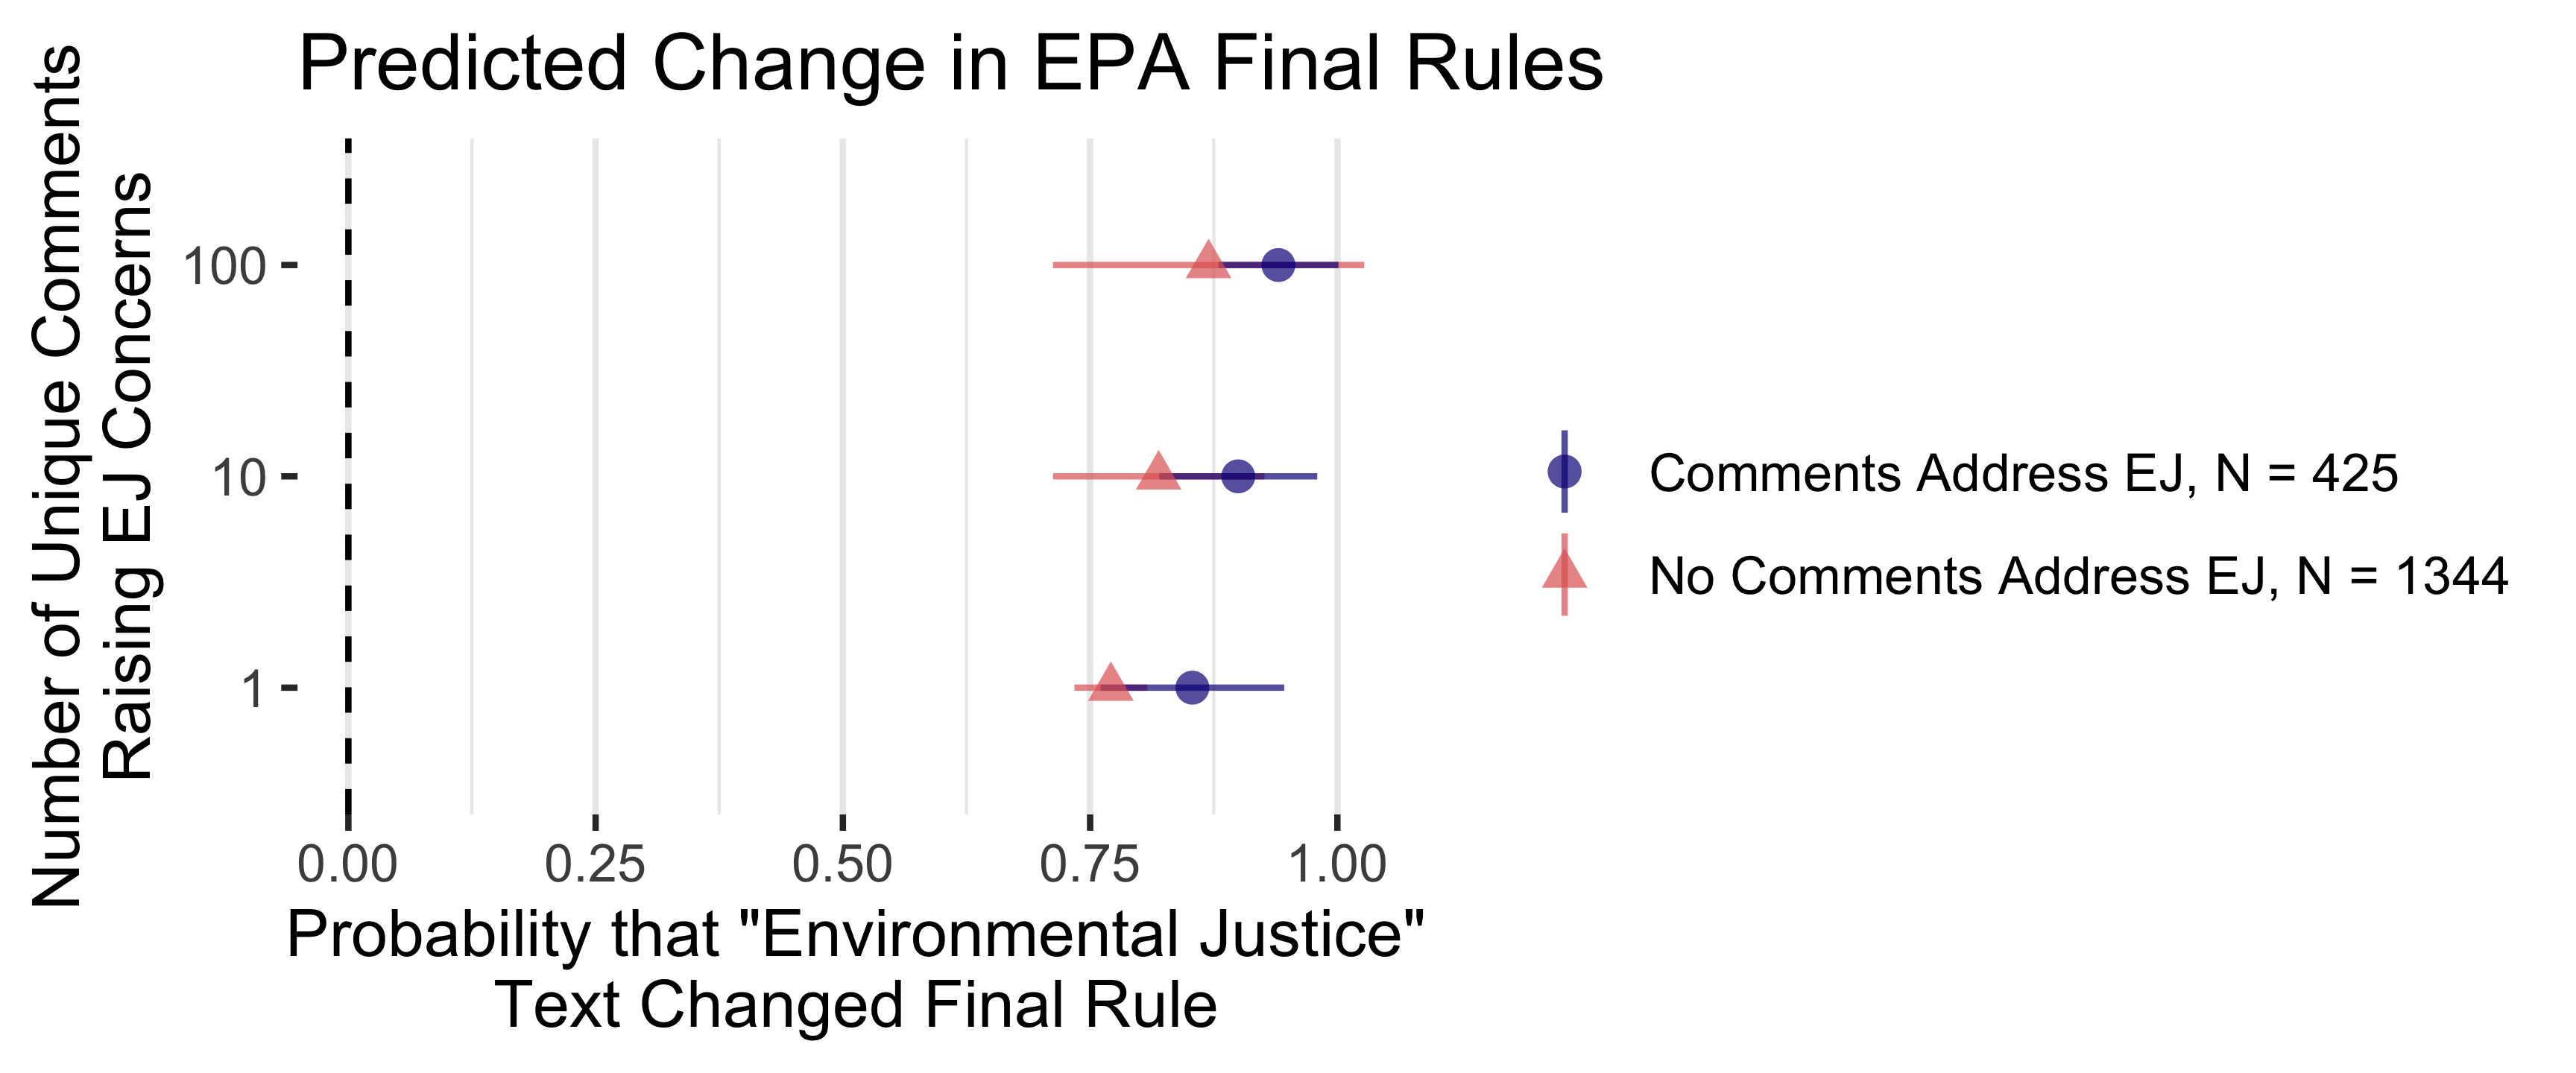 Predicted Change in EPA Final Rules
Number of Unique Comments
Raising EJ Concerns
100
10
1
0.00
0.25
0.50
0.75
1.00
Probability that "Environmental Justice"
Text Changed Final Rule
Comments Address EJ, N = 425
No Comments Address EJ, N = 1344